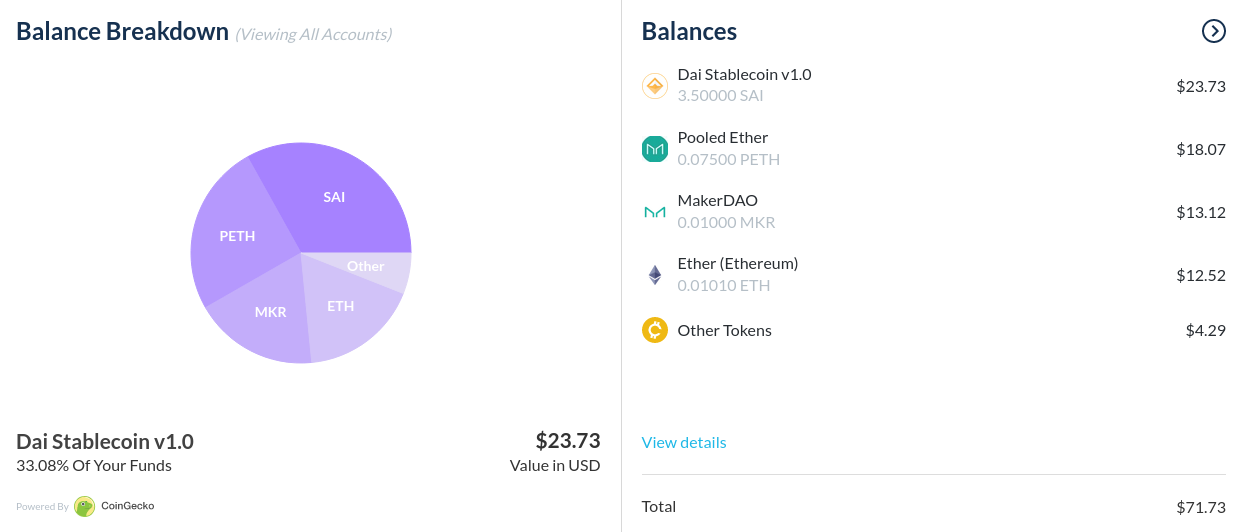 Balance Breakdown (Viewing All Accounts)
SAI
PETH
Other
ETH
MKR
Dai Stablecoin v1.0
$23.73
33.08% Of Your Funds
Value in USD
Powered By CoinGecko
Balances
Dai Stablecoin v1.0
$23.73
3.50000 SAI
Pooled Ether
$18.07
0.07500 PETH
MakerDAO
$13.12
0.01000 MKR
Ether (Ethereum)
$12.52
0.01010 ETH
Other Tokens
$4.29
View details
Total
$71.73